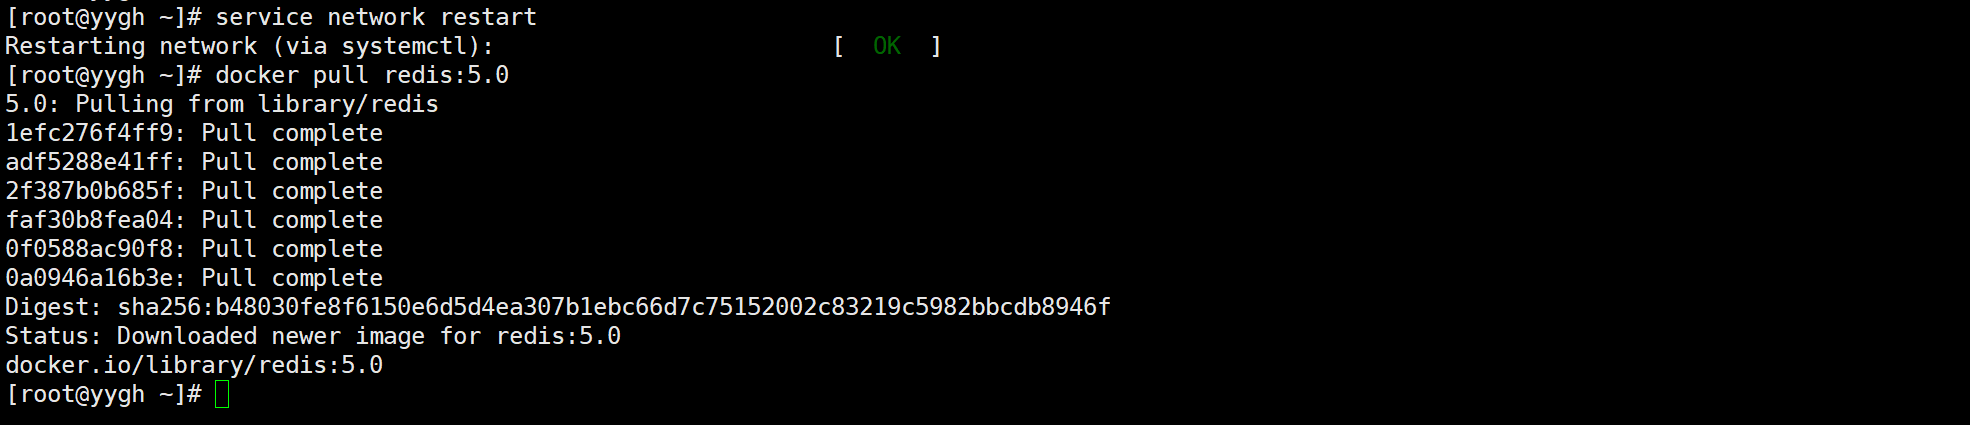 [root@yygh ~]# service network restart
Restarting network (via systemctl):                        [  OK  ]
[root@yygh ~]# docker pull redis:5.0
5.0: Pulling from library/redis
1efc276f4ff9: Pull complete
adf5288e41ff: Pull complete
2f387b0b685f: Pull complete
faf30b8fea04: Pull complete
0f0588ac90f8: Pull complete
0a0946a16b3e: Pull complete
Digest: sha256:b48030fe8f6150e6d5d4ea307b1ebc66d7c75152002c83219c5982bbcdb8946f
Status: Downloaded newer image for redis:5.0
docker.io/library/redis:5.0
[root@yygh ~]#